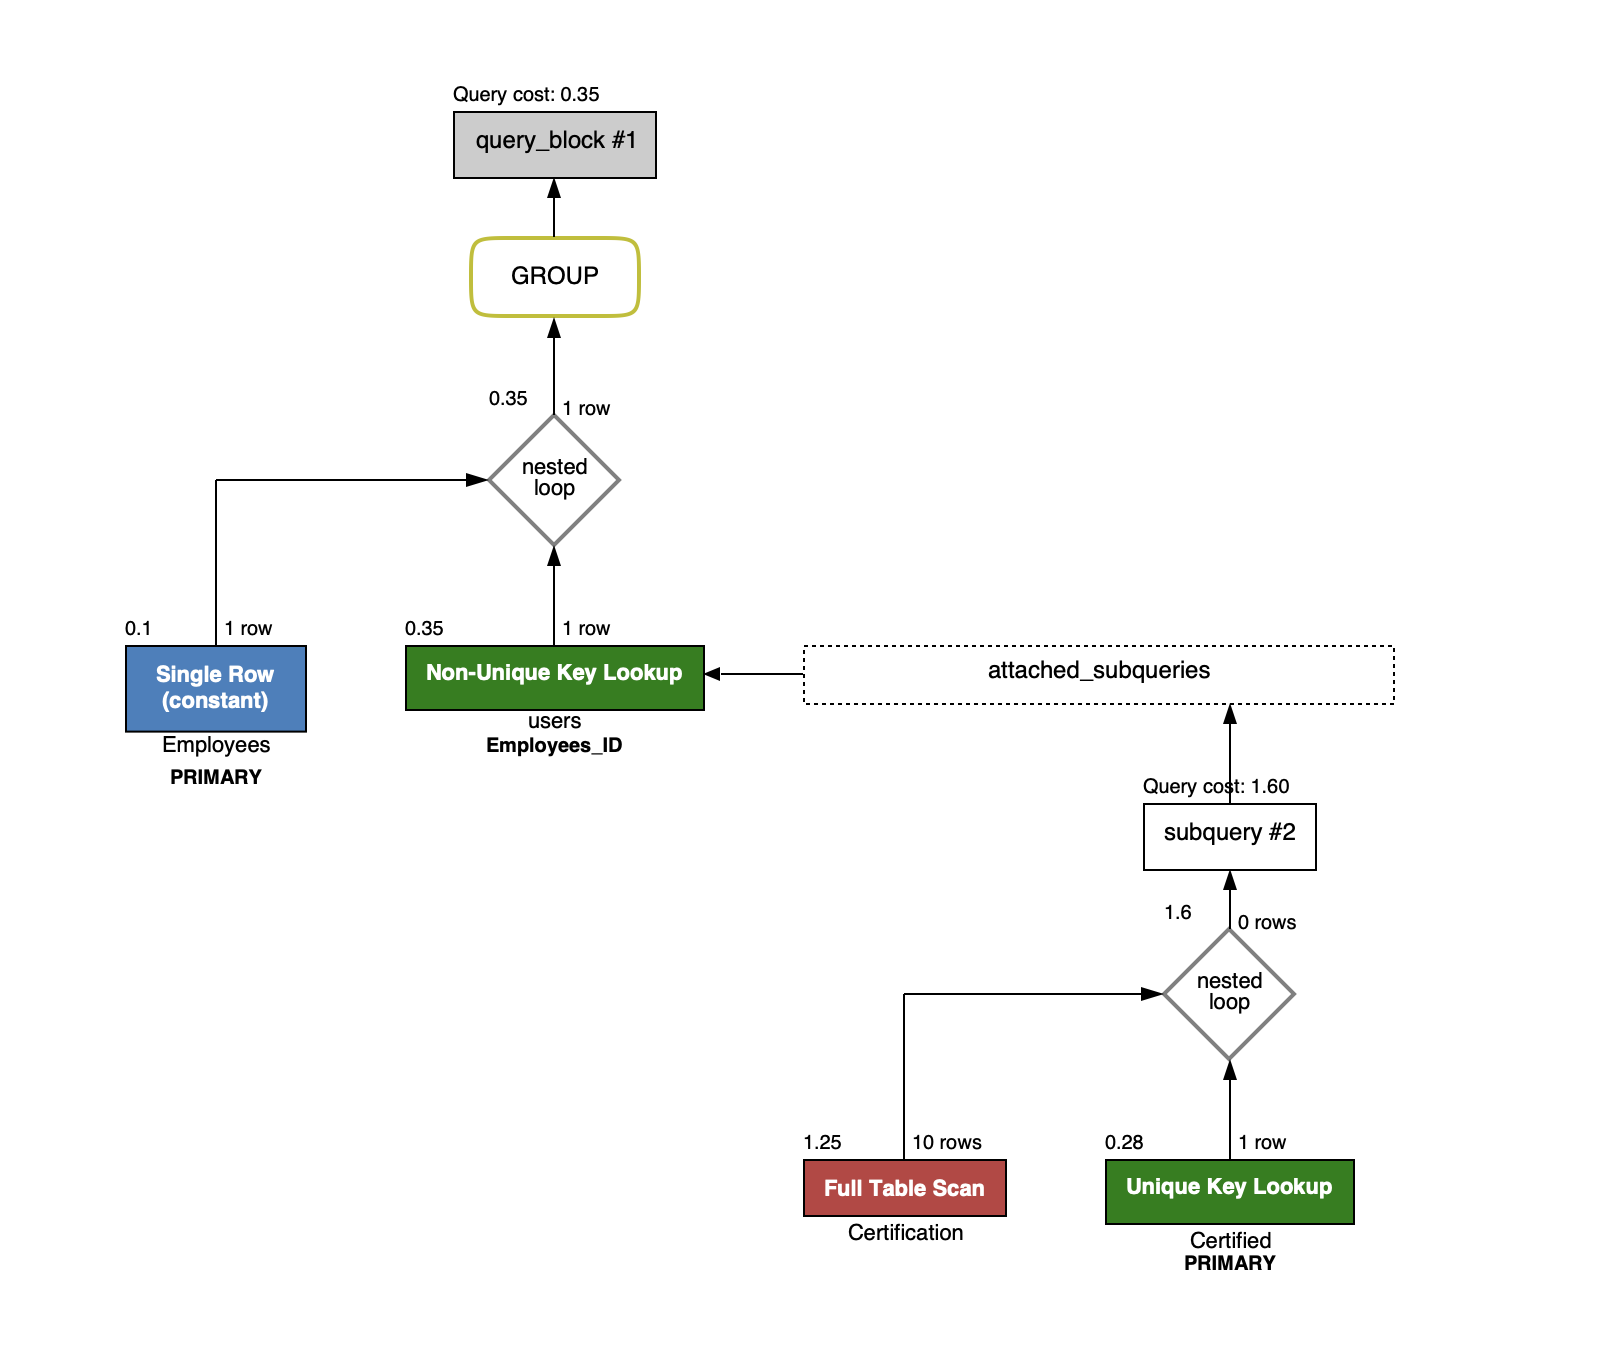 Query cost: 0.35
query_block #1
GROUP
0.35
1 row
nested
loop
0.1
1 row
0.35
1 row
Single Row
(constant)
Non-Unique Key Lookup
attached_subqueries
Employees
PRIMARY
users
Employees_ID
Query cost: 1.60
subquery #2
1.6
0 rows
nested
loop
1.25
10 rows
0.28
1 row
Full Table Scan
Unique Key Lookup
Certification
Certified
PRIMARY